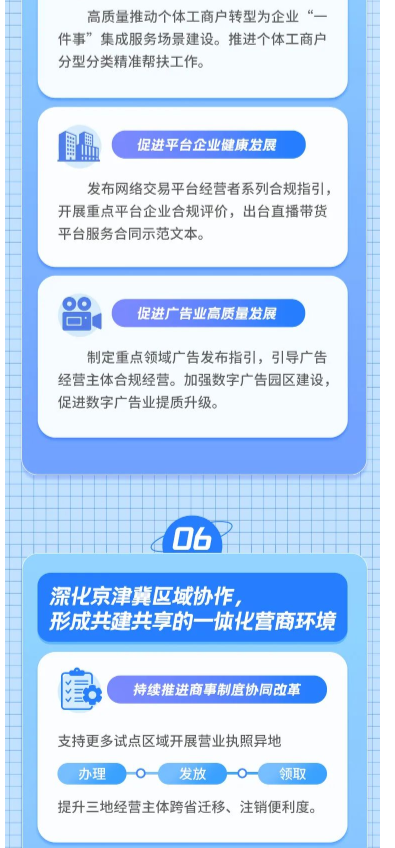 高质量推动个体工商户转型为企业“一
件事”集成服务场景建设。推进个体工商户
分型分类精准帮扶工作。
促进平台企业健康发展
发布网络交易平台经营者系列合规指引，
开展重点平台企业合规评价，出台直播带货
平台服务合同示范文本。
促进广告业高质量发展
制定重点领域广告发布指引，引导广告
经营主体合规经营。加强数字广告园区建设，
促进数字广告业提质升级。
06
深化京津冀区域协作，
形成共建共享的一体化营商环境
持续推进商事制度协同改革
支持更多试点区域开展营业执照异地
办理 发放 领取
提升三地经营主体跨省迁移、注销便利度。